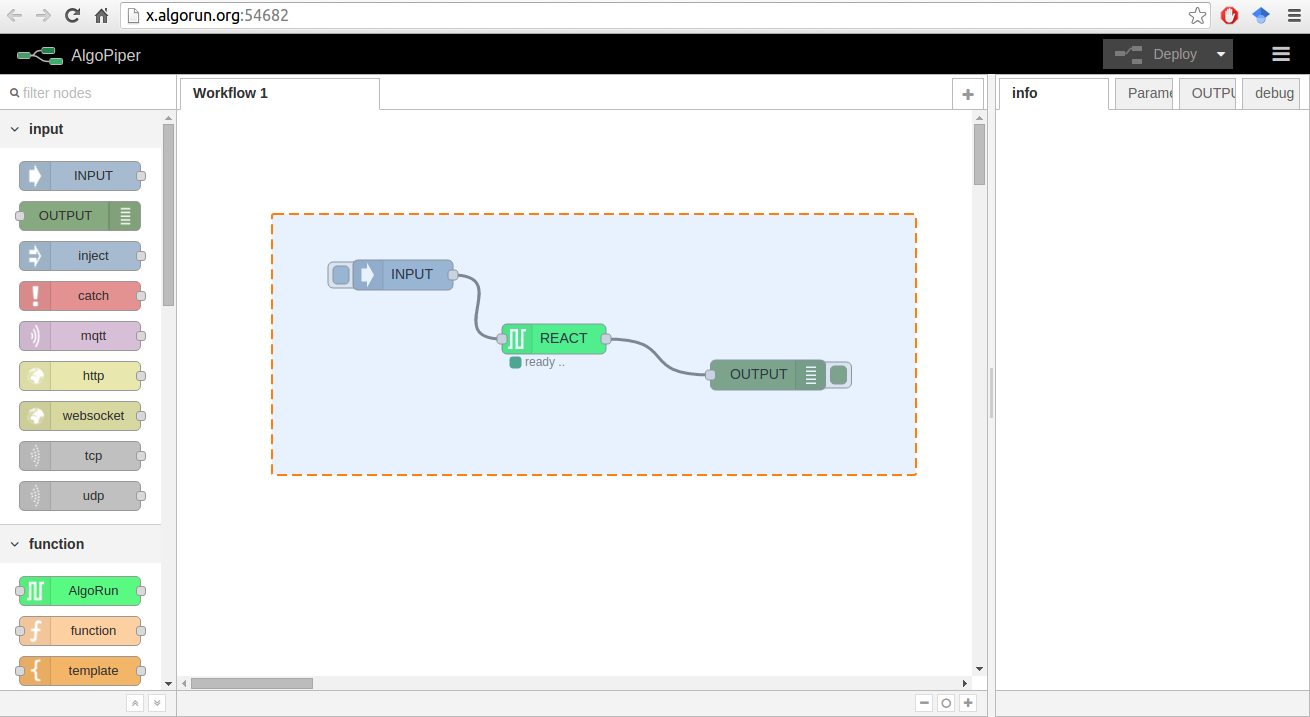 x.algorun.org:54682
AlgoPiper
Deploy
filter nodes
Workflow 1
info
Parame
OUTPU
debug
input
INPUT
OUTPUT
inject
catch
mqtt
http
websocket
tcp
udp
function
AlgoRun
function
template
INPUT
REACT
ready ..
OUTPUT